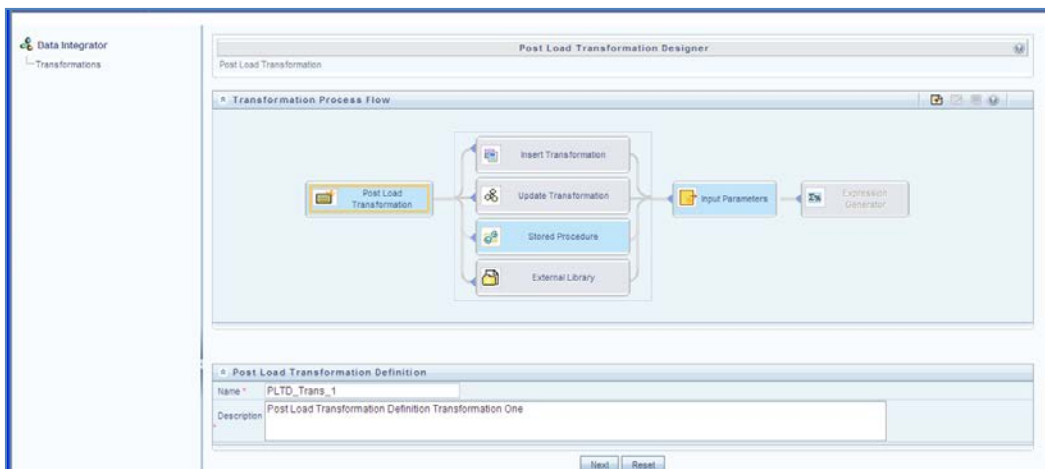 Data Integrator
Transformations
Post Load Transformation Designer
Post Load Transformation
Transformation Process Flow
Insert Transformation
Post Load
Transformation
Update Transformation
Input Parameters
Expression
Generator
Stored Procedure
External Library
Post Load Transformation Definition
Name * PLTD_Trans_1
Description * Post Load Transformation Definition Transformation One
Next Reset